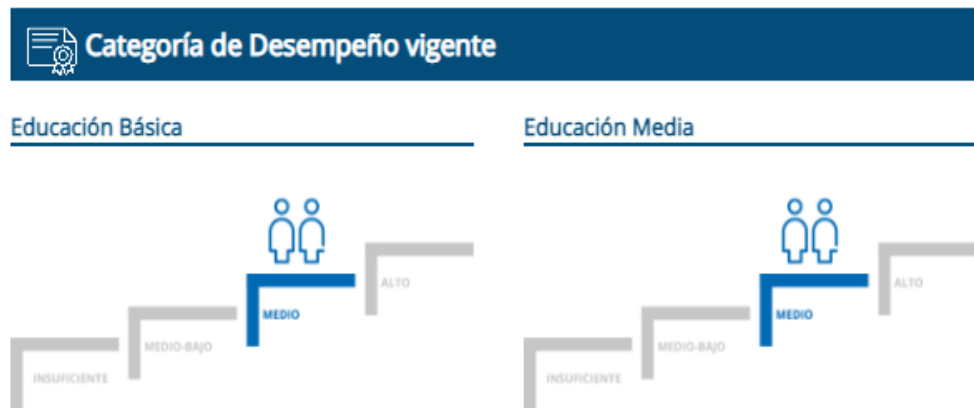 Categoría de Desempeño vigente
Educación Básica
ALTO
MEDIO
MEDIO-BAJO
INSUFICIENTE
Educación Media
ALTO
MEDIO
MEDIO-BAJO
INSUFICIENTE